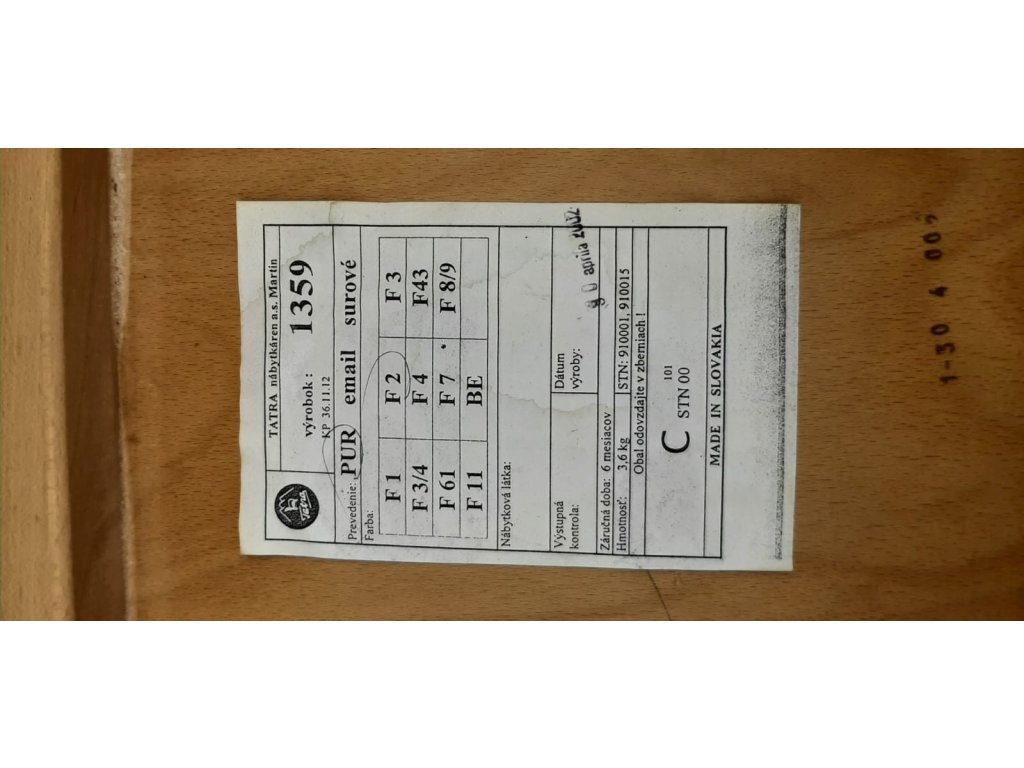 TATRA nábytkáren a.s. Martin
výrobok : 1359
KP 36.11.12
Prevedenie: PUR email surové
Farba:
F 1 F 2 F 3
F 3/4 F 4 F43
F 61 F 7 F 8/9
F 11 BE
Nábytková látka:
Výstupná kontrola:
Dátum výroby:
apríla 2002
Záručná doba: 6 mesiacov
Hmotnosť: 3,6 kg STN: 910001, 910015
Obal odovzdajte v zberniach !
101
C STN 00
MADE IN SLOVAKIA
1-30 4 002